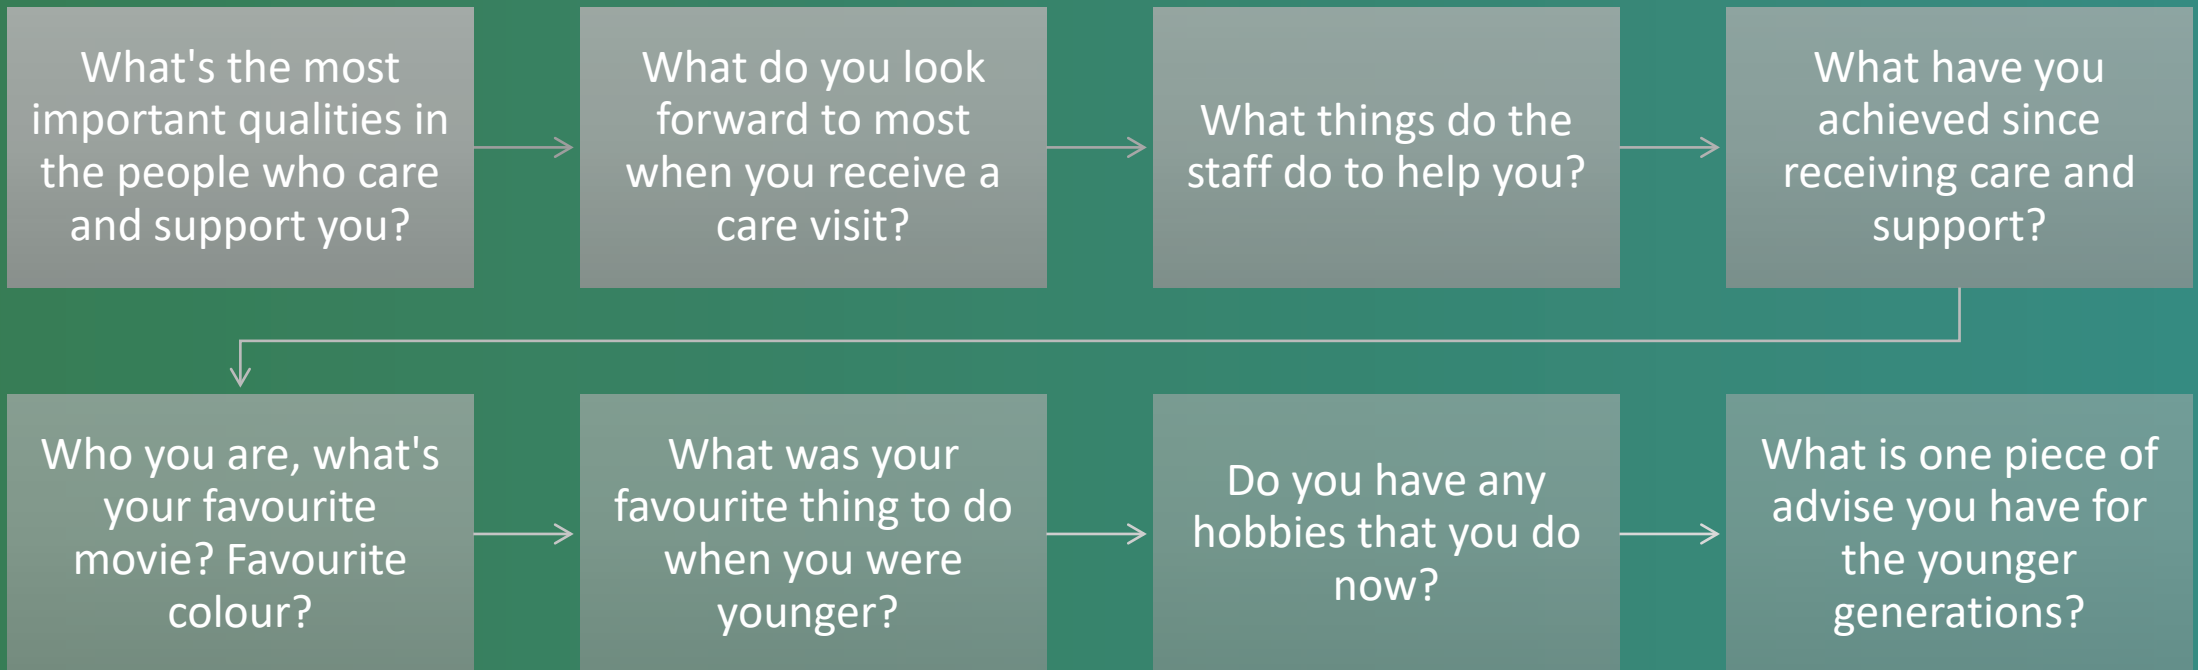 What's the most
important qualities in
the people who care
and support you?
What do you look
forward to most
when you receive a
care visit?
What things do the
staff do to help you?
What have you
achieved since
receiving care and
support?
Who you are, what's
your favourite
movie? Favourite
colour?
What was your
favourite thing to do
when you were
younger?
Do you have any
hobbies that you do
now?
What is one piece of
advise you have for
the younger
generations?